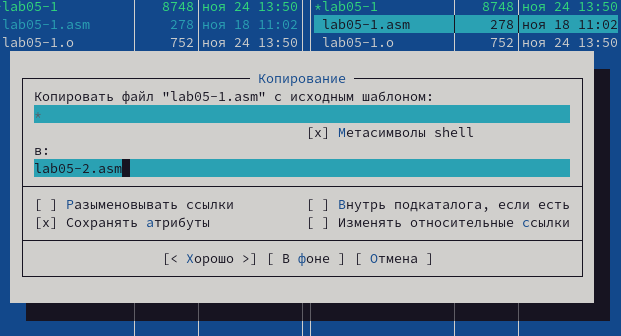 lab05-1 8748 ноя 24 13:50 *lab05-1 8748 ноя 24 13:50
lab05-1.asm 278 ноя 18 11:02 lab05-1.asm 278 ноя 18 11:02
lab05-1.o 752 ноя 24 13:50 lab05-1.o 752 ноя 24 13:50
Копирование
Копировать файл "lab05-1.asm" с исходным шаблоном:
*
[x] Метасимволы shell
в:
lab05-2.asm
[ ] Разыменовывать ссылки [ ] Внутрь подкаталога, если есть
[x] Сохранять атрибуты [ ] Изменять относительные ссылки
[< Хорошо >] [ В фоне ] [ Отмена ]